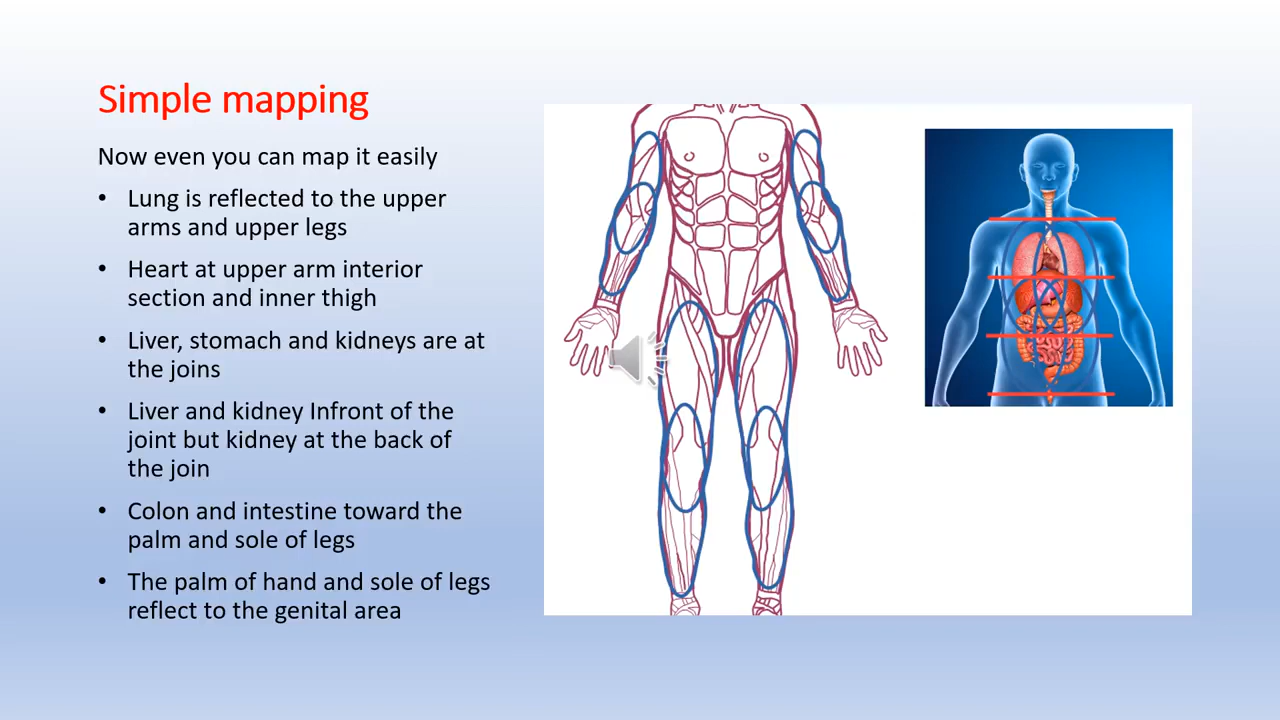 Simple mapping
Now even you can map it easily
• Lung is reflected to the upper
arms and upper legs
• Heart at upper arm interior
section and inner thigh
• Liver, stomach and kidneys are at
the joins
• Liver and kidney Infront of the
joint but kidney at the back of
the join
• Colon and intestine toward the
palm and sole of legs
• The palm of hand and sole of legs
reflect to the genital area